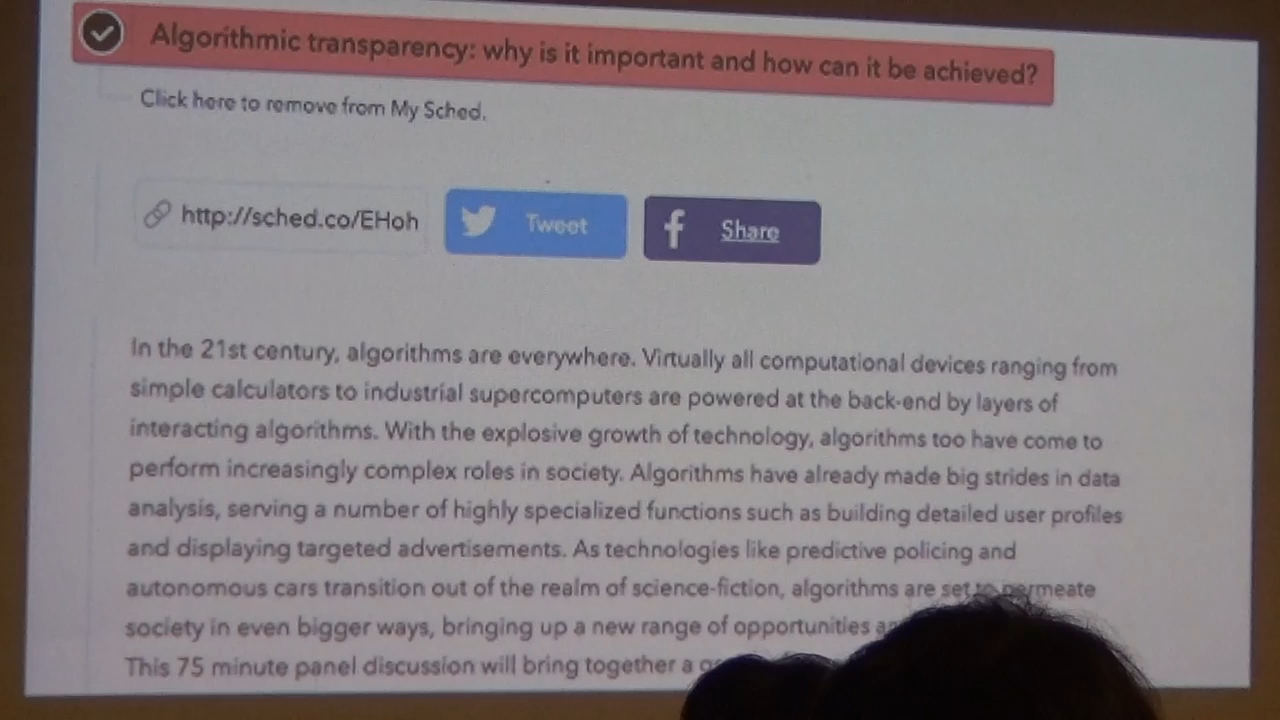 Algorithmic transparency: why is it important and how can it be achieved?
Click here to remove from My Sched.
http://sched.co/EHoh
Tweet
Share
In the 21st century, algorithms are everywhere. Virtually all computational devices ranging from
simple calculators to industrial supercomputers are powered at the back-end by layers of
interacting algorithms. With the explosive growth of technology, algorithms too have come to
perform increasingly complex roles in society. Algorithms have already made big strides in data
analysis, serving a number of highly specialized functions such as building detailed user profiles
and displaying targeted advertisements. As technologies like predictive policing and
autonomous cars transition out of the realm of science-fiction, algorithms are set to permeate
society in even bigger ways, bringing up a new range of opportunities
This 75 minute panel discussion will bring together a